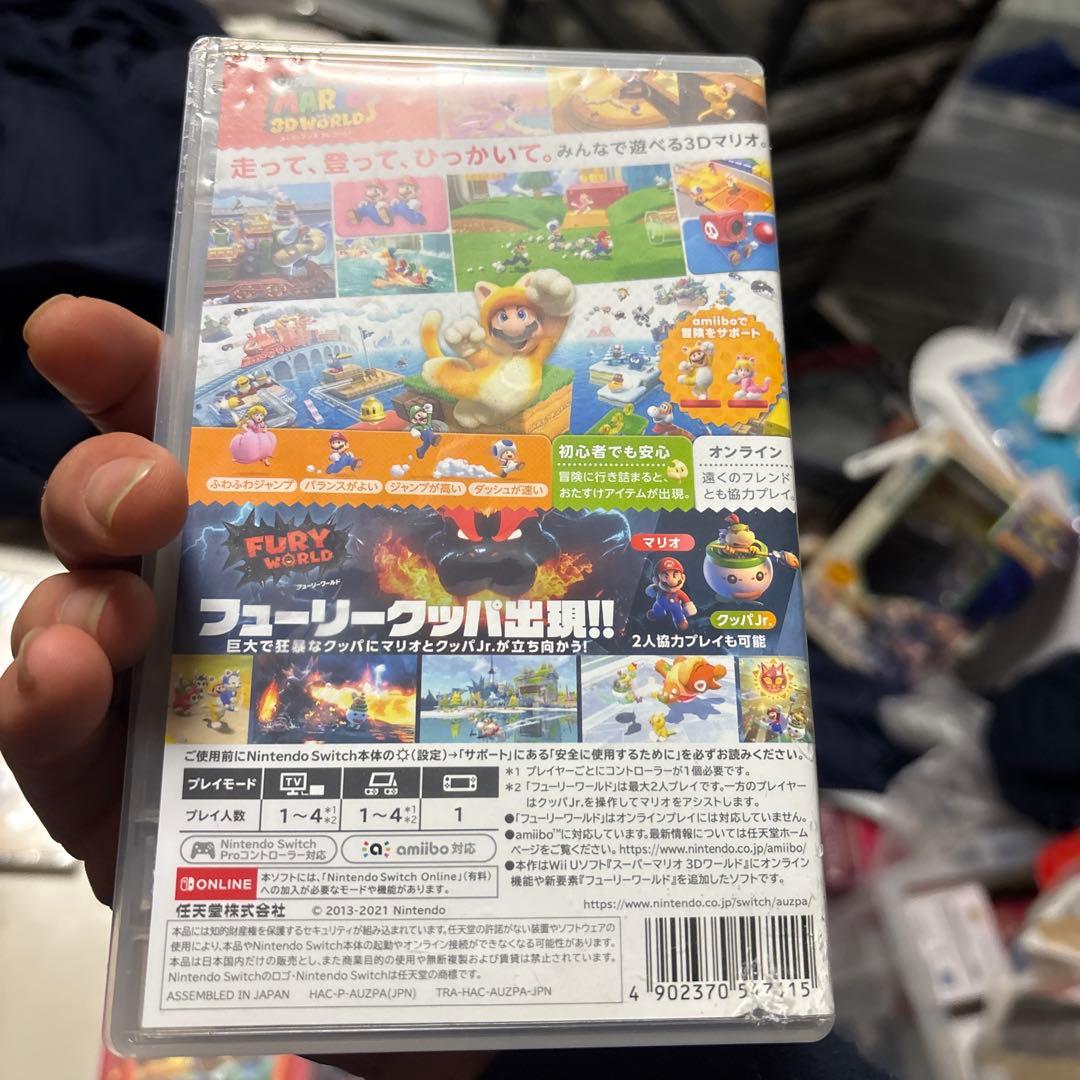 MARIO
3D WORLD
走って、登って、ひっかいて。みんなで遊べる3Dマリオ。
amiiboで
冒険をサポート
ふわふわジャンプ
バランスがよい
ジャンプが高い
ダッシュが速い
初心者でも安心
冒険に行き詰まると、
おたすけアイテムが出現。
オンライン
遠くのフレンド
とも協力プレイ。
FURY
WORLD
フューリーワールド
フューリークッパ出現!!
巨大で狂暴なクッパにマリオとクッパJr.が立ち向かう!
マリオ
クッパJr.
2人協力プレイも可能
ご使用前にNintendo Switch本体の(設定)→「サポート」にある「安全に使用するために」を必ずお読みください。
プレイモード TV
プレイ人数 1～4 *1 *2 1～4 *1 *2 1
*1 プレイヤーごとにコントローラーが1個必要です。
*2 「フューリーワールド」は最大2人プレイです。一方のプレイヤー
はクッパJr.を操作してマリオをアシストします。
●「フューリーワールド」はオンラインプレイには対応していません。
●amiibo™に対応しています。最新情報については任天堂ホーム
ページをご覧ください。https://www.nintendo.co.jp/amiibo/
●本作はWii Uソフト『スーパーマリオ 3Dワールド』にオンライン
機能や新要素『フューリーワールド』を追加したソフトです。
Nintendo Switch
Proコントローラー対応
amiibo 対応
ONLINE
本ソフトには、「Nintendo Switch Online」(有料)
への加入が必要なモードや機能があります。
https://www.nintendo.co.jp/switch/auzpa/
任天堂株式会社 © 2013-2021 Nintendo
本品には知的財産権を保護するセキュリティが組み込まれています。任天堂の許諾がない装置やソフトウェアの
使用により、本品やNintendo Switch本体の起動やオンライン接続ができなくなる可能性があります。
本品は日本国内だけの販売とし、また商業目的の使用や無断複製および賃貸は禁止されています。
Nintendo Switchのロゴ・Nintendo Switchは任天堂の商標です。
ASSEMBLED IN JAPAN HAC-P-AUZPA(JPN) TRA-HAC-AUZPA-JPN
4 902370 547115